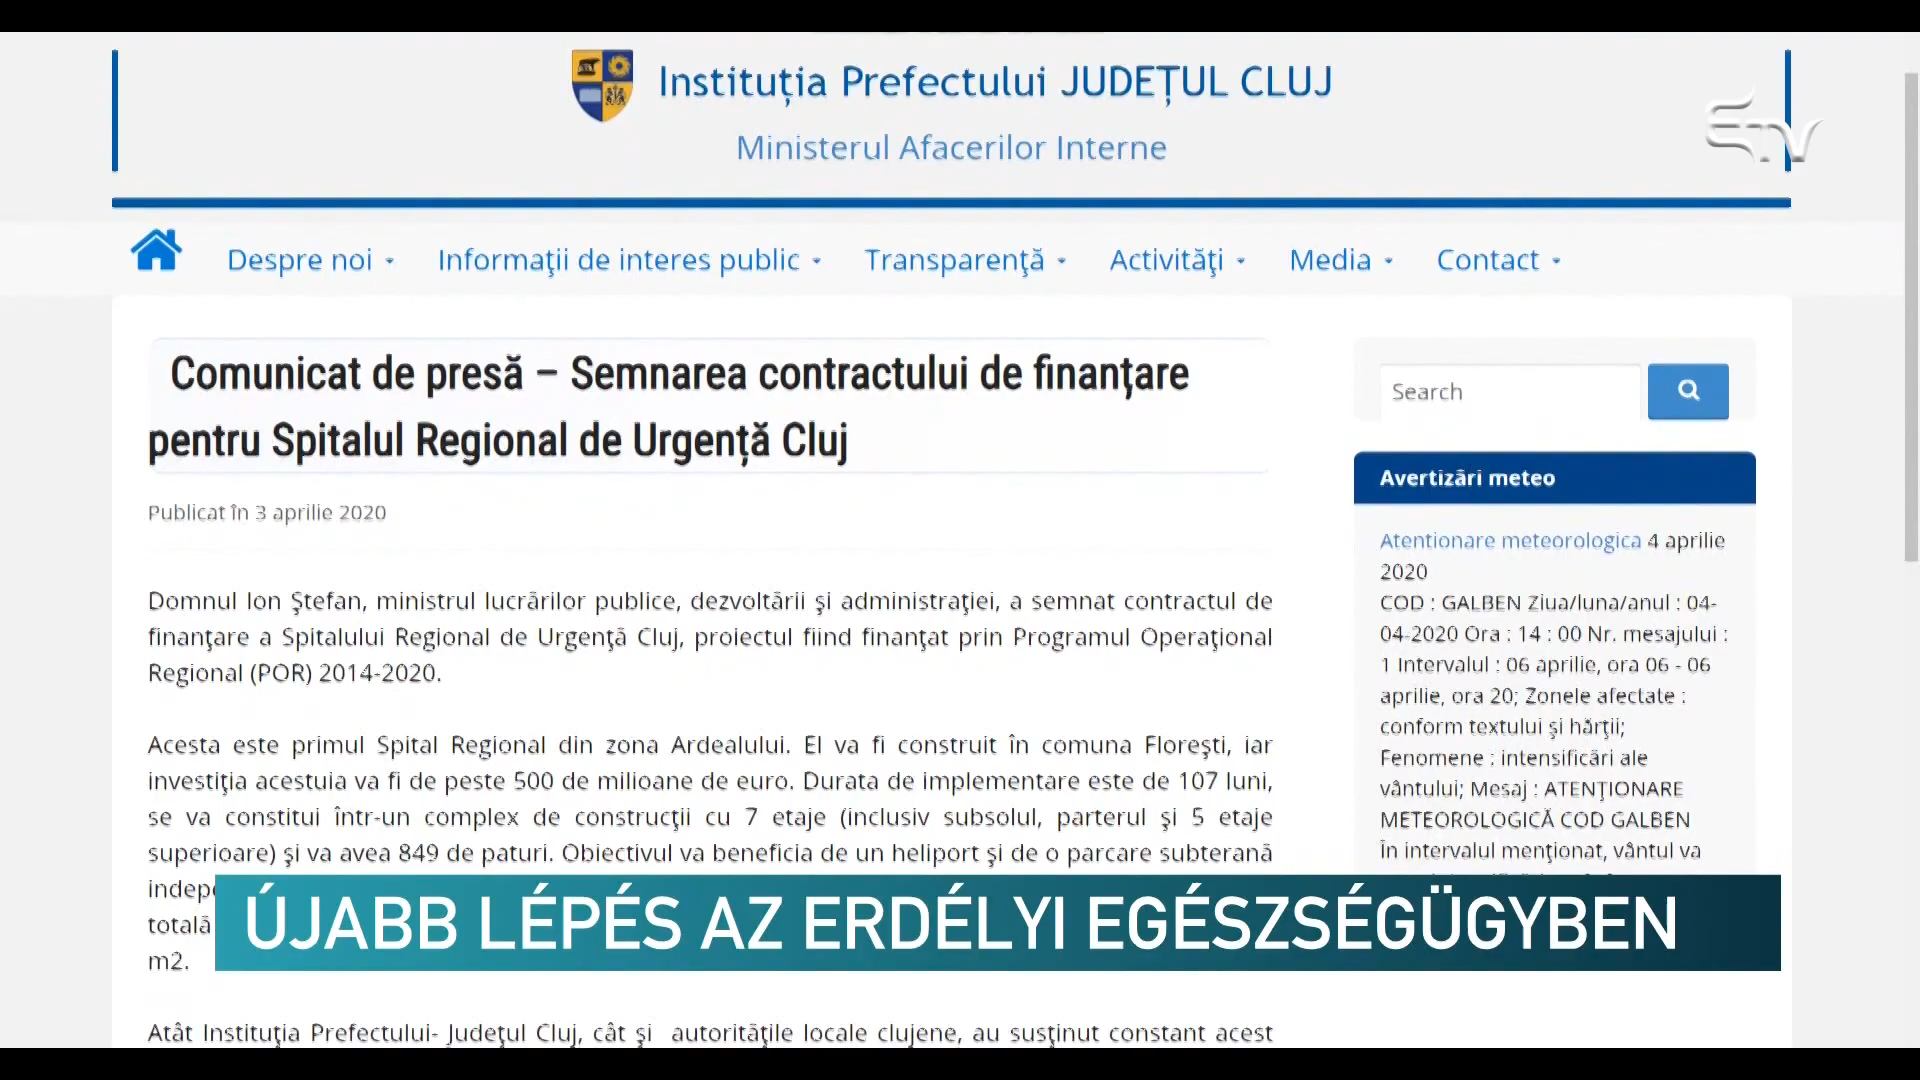 Instituția Prefectului JUDEȚUL CLUJ
Ministerul Afacerilor Interne
ETV
Despre noi
Informaţii de interes public
Transparenţă
Activităţi
Media
Contact
Comunicat de presă – Semnarea contractului de finanțare
pentru Spitalul Regional de Urgență Cluj
Publicat în 3 aprilie 2020
Domnul Ion Ştefan, ministrul lucrărilor publice, dezvoltării şi administraţiei, a semnat contractul de
finanţare a Spitalului Regional de Urgenţă Cluj, proiectul fiind finanţat prin Programul Operaţional
Regional (POR) 2014-2020.
Acesta este primul Spital Regional din zona Ardealului. El va fi construit în comuna Floreşti, iar
investiţia acestuia va fi de peste 500 de milioane de euro. Durata de implementare este de 107 luni,
se va constitui într-un complex de construcţii cu 7 etaje (inclusiv subsolul, parterul şi 5 etaje
superioare) şi va avea 849 de paturi. Obiectivul va beneficia de un heliport şi de o parcare subterană
totală
m2.
Atât Instituţia Prefectului- Judeţul Cluj, cât şi autorităţile locale clujene, au susţinut constant acest
Search
Avertizări meteo
Atentionare meteorologica 4 aprilie
2020
COD : GALBEN Ziua/luna/anul : 04-
04-2020 Ora : 14 : 00 Nr. mesajului :
1 Intervalul : 06 aprilie, ora 06 - 06
aprilie, ora 20; Zonele afectate :
conform textului şi hărţii;
Fenomene : intensificări ale
vântului; Mesaj : ATENŢIONARE
METEOROLOGICĂ COD GALBEN
În intervalul menţionat, vântul va
ÚJABB LÉPÉS AZ ERDÉLYI EGÉSZSÉGÜGYBEN